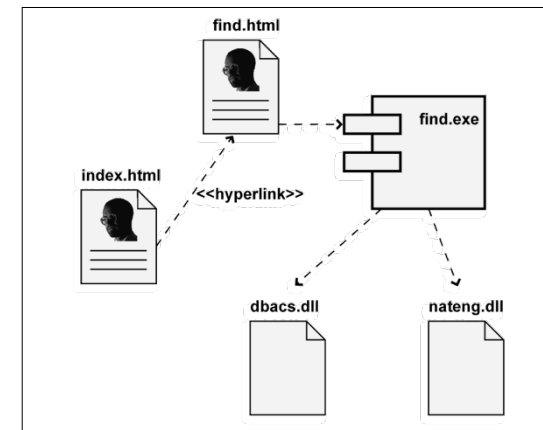 find.html
find.exe
index.html
<<hyperlink>>
dbacs.dll
nateng.dll